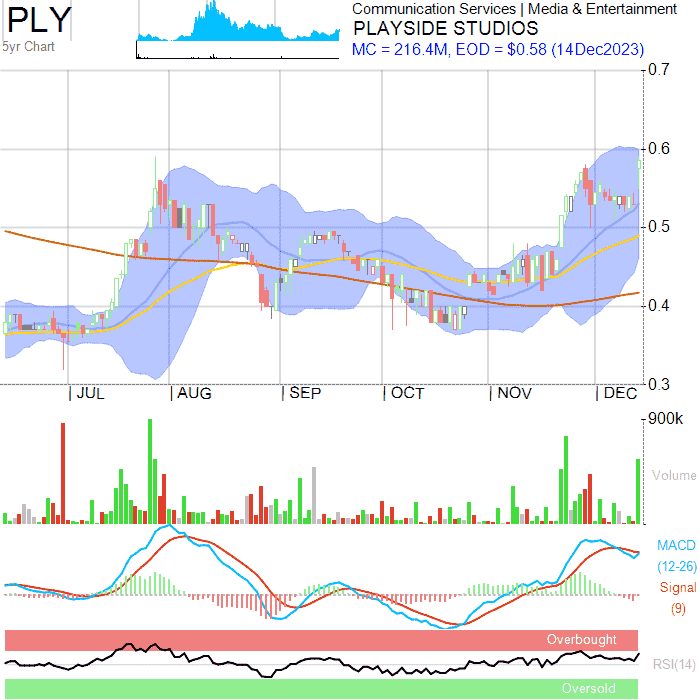 PLY
5yr Chart
Communication Services | Media & Entertainment
PLAYSIDE STUDIOS
MC = 216.4M, EOD = $0.58 (14Dec2023)
0.7
0.6
0.5
0.4
0.3
JUL AUG SEP OCT NOV DEC
900k
Volume
MACD
(12-26)
Signal
(9)
Overbought
RSI(14)
Oversold